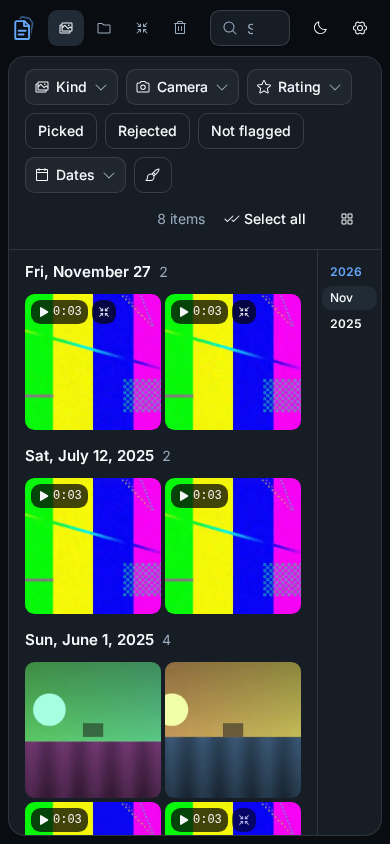 S
Kind
Camera
Rating
Picked
Rejected
Not flagged
Dates
8 items
Select all
2026
Nov
2025
Fri, November 27 2
0:03
0:03
Sat, July 12, 2025 2
0:03
0:03
Sun, June 1, 2025 4
0:03
0:03